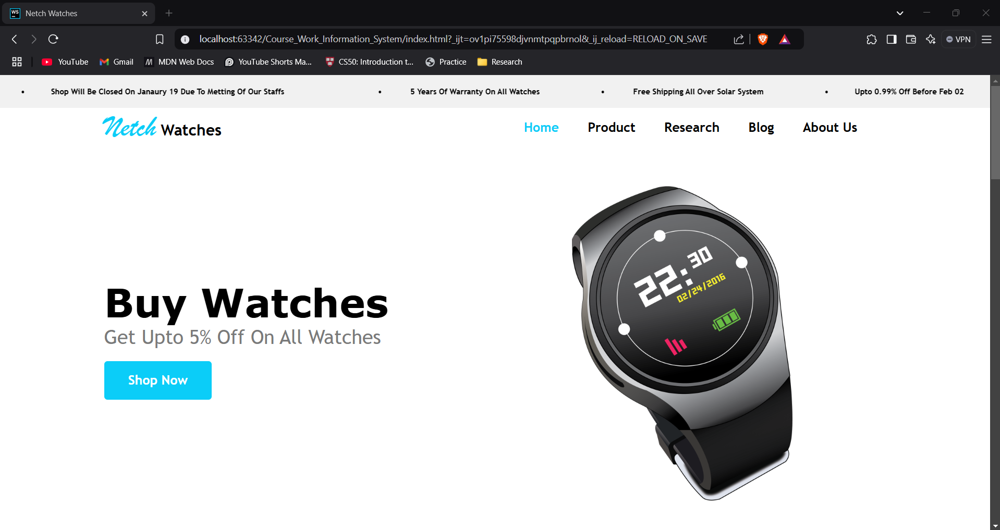 WS
Netch Watches
localhost:63342/Course_Work_Information_System/index.html?_ijt=ov1pi75598djvnmtpqpbrnol&_ij_reload=RELOAD_ON_SAVE
VPN
YouTube
Gmail
MDN Web Docs
YouTube Shorts Ma...
CS50: Introduction t...
Practice
Research
• Shop Will Be Closed On Janaury 19 Due To Metting Of Our Staffs • 5 Years Of Warranty On All Watches • Free Shipping All Over Solar System • Upto 0.99% Off Before Feb 02
Netch Watches
Home Product Research Blog About Us
22:30
02/24/2016
Buy Watches
Get Upto 5% Off On All Watches
Shop Now